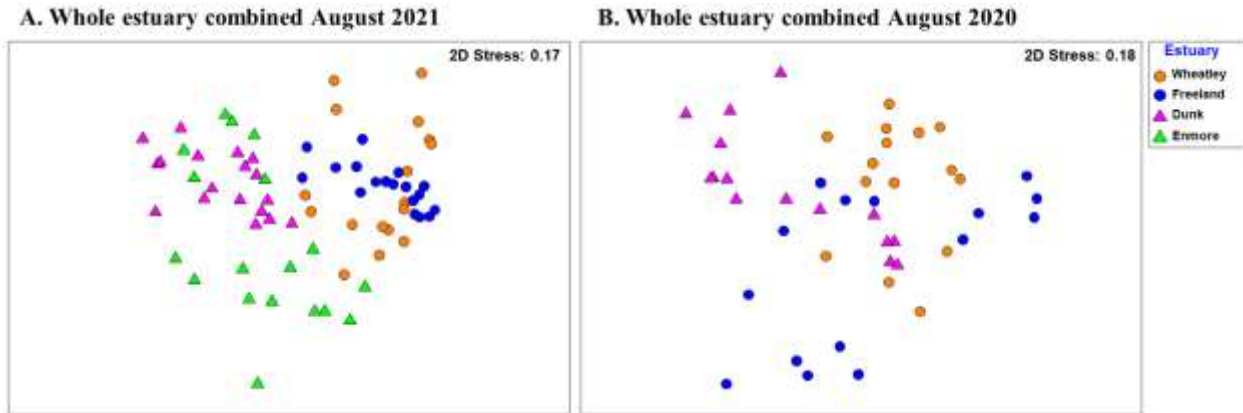 A. Whole estuary combined August 2021
2D Stress: 0.17
B. Whole estuary combined August 2020
2D Stress: 0.18
Estuary
Wheatley
Freeland
Dunk
Enmore